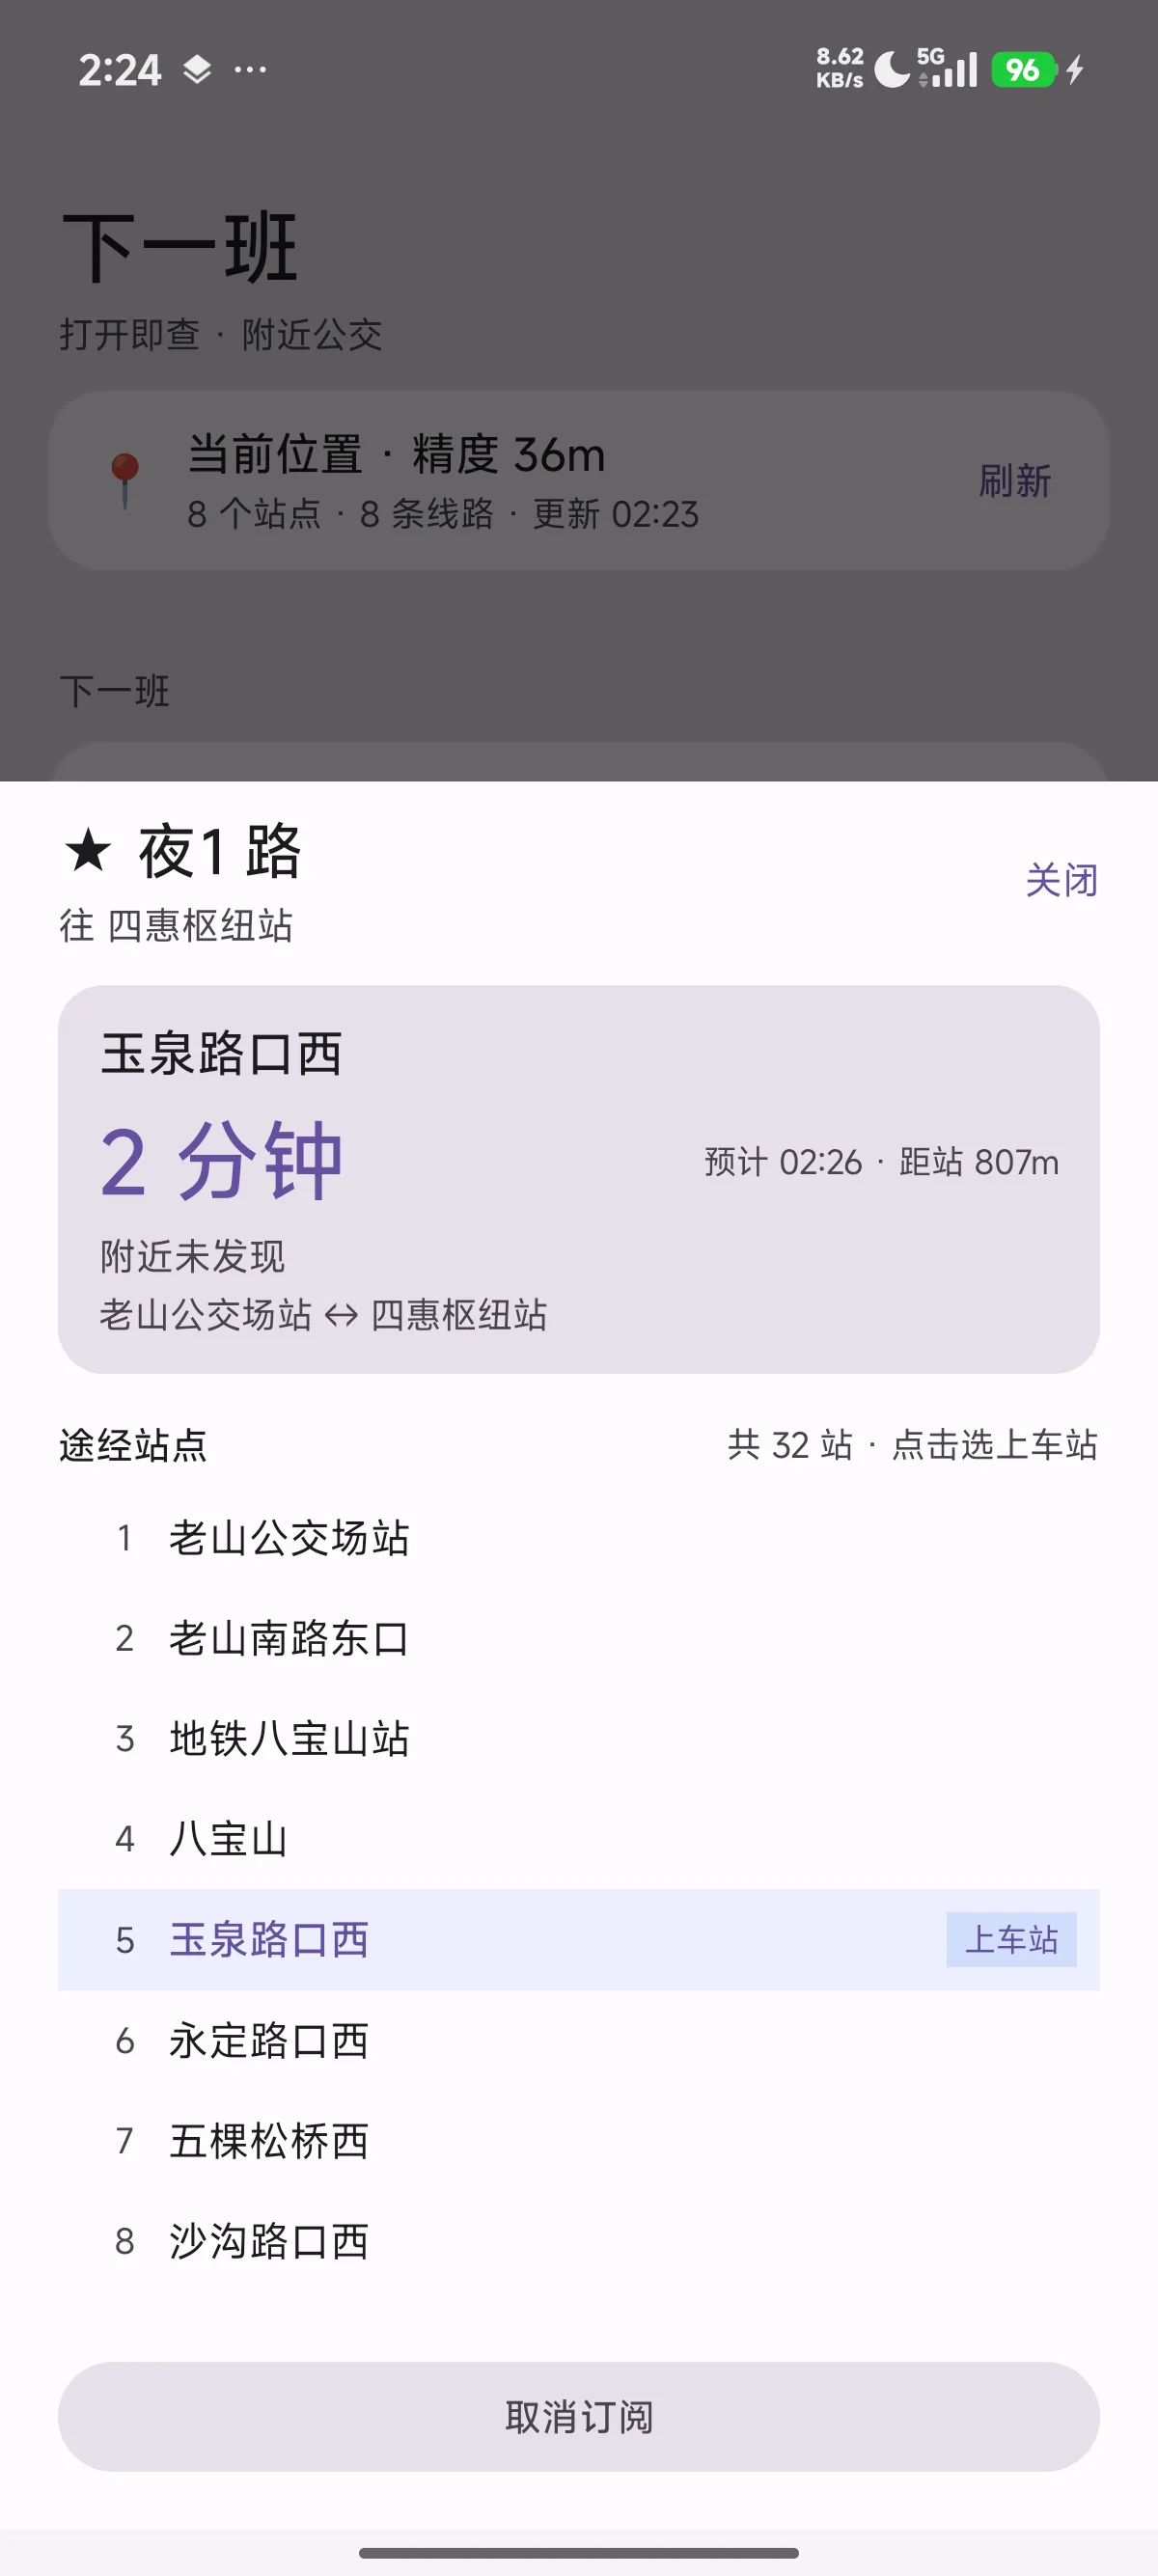 2:24 ···
8.62 KB/s 5G 96
下一班
打开即查 · 附近公交
当前位置 · 精度 36m
8 个站点 · 8 条线路 · 更新 02:23
刷新
下一班
★ 夜1 路
往 四惠枢纽站
关闭
玉泉路口西
2 分钟
预计 02:26 · 距站 807m
附近未发现
老山公交场站 ↔ 四惠枢纽站
途经站点
共 32 站 · 点击选上车站
1 老山公交场站
2 老山南路东口
3 地铁八宝山站
4 八宝山
5 玉泉路口西 上车站
6 永定路口西
7 五棵松桥西
8 沙沟路口西
取消订阅